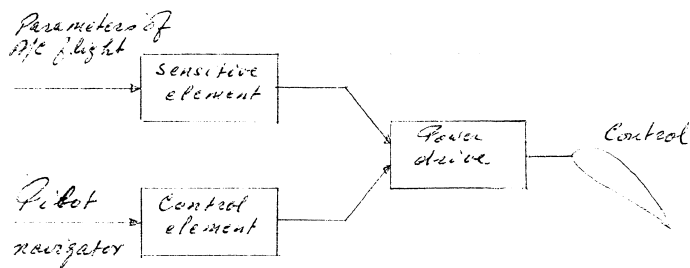 Parameters of
A/C flight
Sensitive
element
Power
drive
Control
Pilot
navigator
Control
element